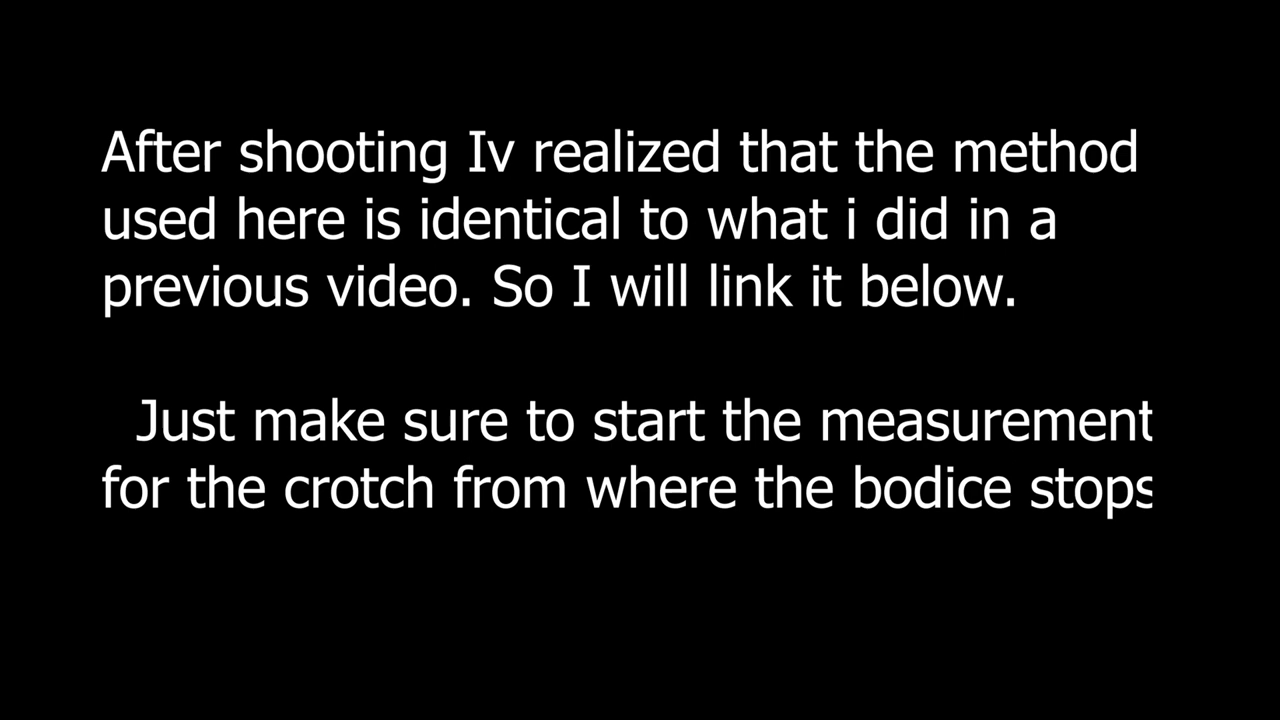 After shooting Iv realized that the method
used here is identical to what i did in a
previous video. So I will link it below.
Just make sure to start the measurement
for the crotch from where the bodice stops